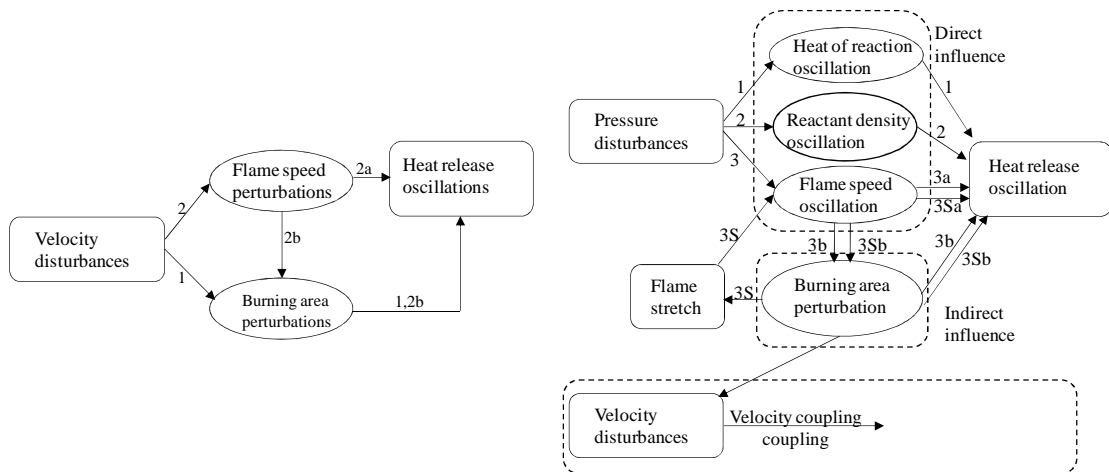 Flame speed
perturbations
2a
Heat release
oscillations
2
2b
Velocity
disturbances
1
Burning area
perturbations
1,2b
Heat of reaction
oscillation
Direct
influence
1
1
Pressure
disturbances
2
Reactant density
oscillation
2
Heat release
oscillation
3
Flame speed
oscillation
3a
3Sa
3S
3b
3Sb
3b
3Sb
Flame
stretch
3S
Burning area
perturbation
Indirect
influence
Velocity
disturbances
Velocity coupling
coupling